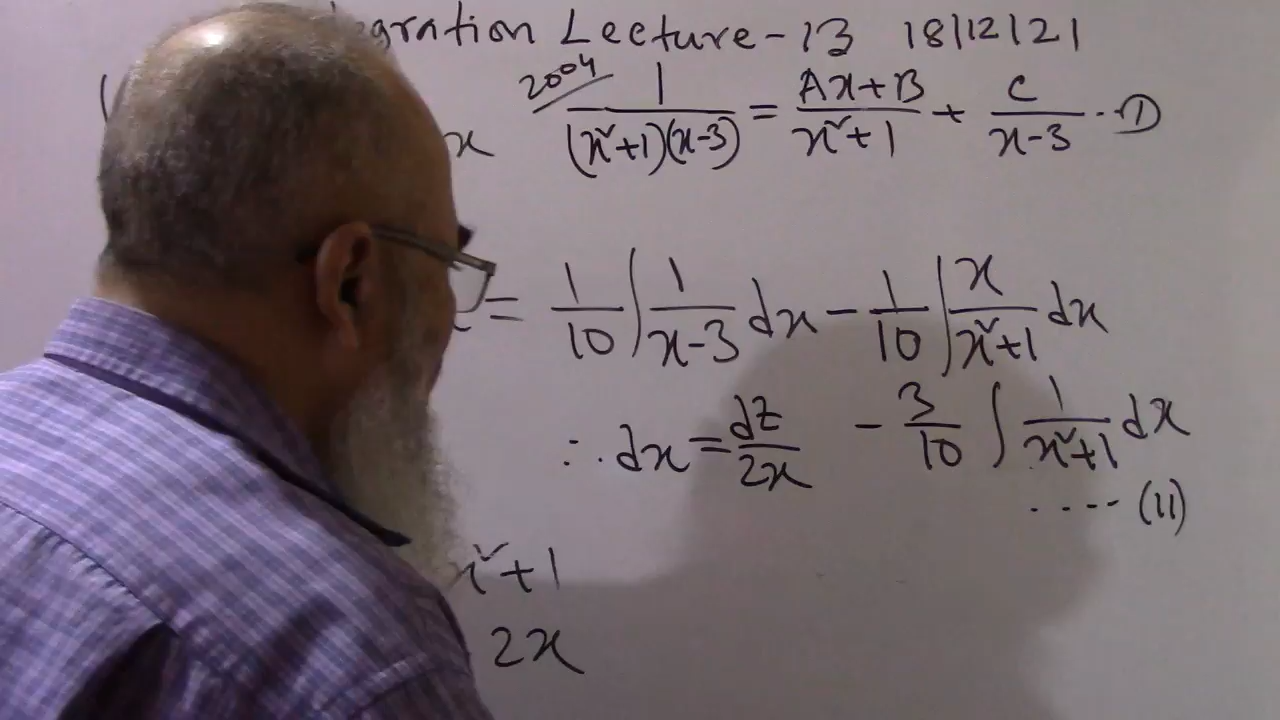 gration Lecture-13 18/12/21
x 2004 1/((x²+1)(x-3)) = (Ax+B)/(x²+1) + C/(x-3) ...①
= 1/10 ∫ 1/(x-3) dx - 1/10 ∫ x/(x²+1) dx
∴ dx = dz/2x - 3/10 ∫ 1/(x²+1) dx
.... (11)
x²+1
2x